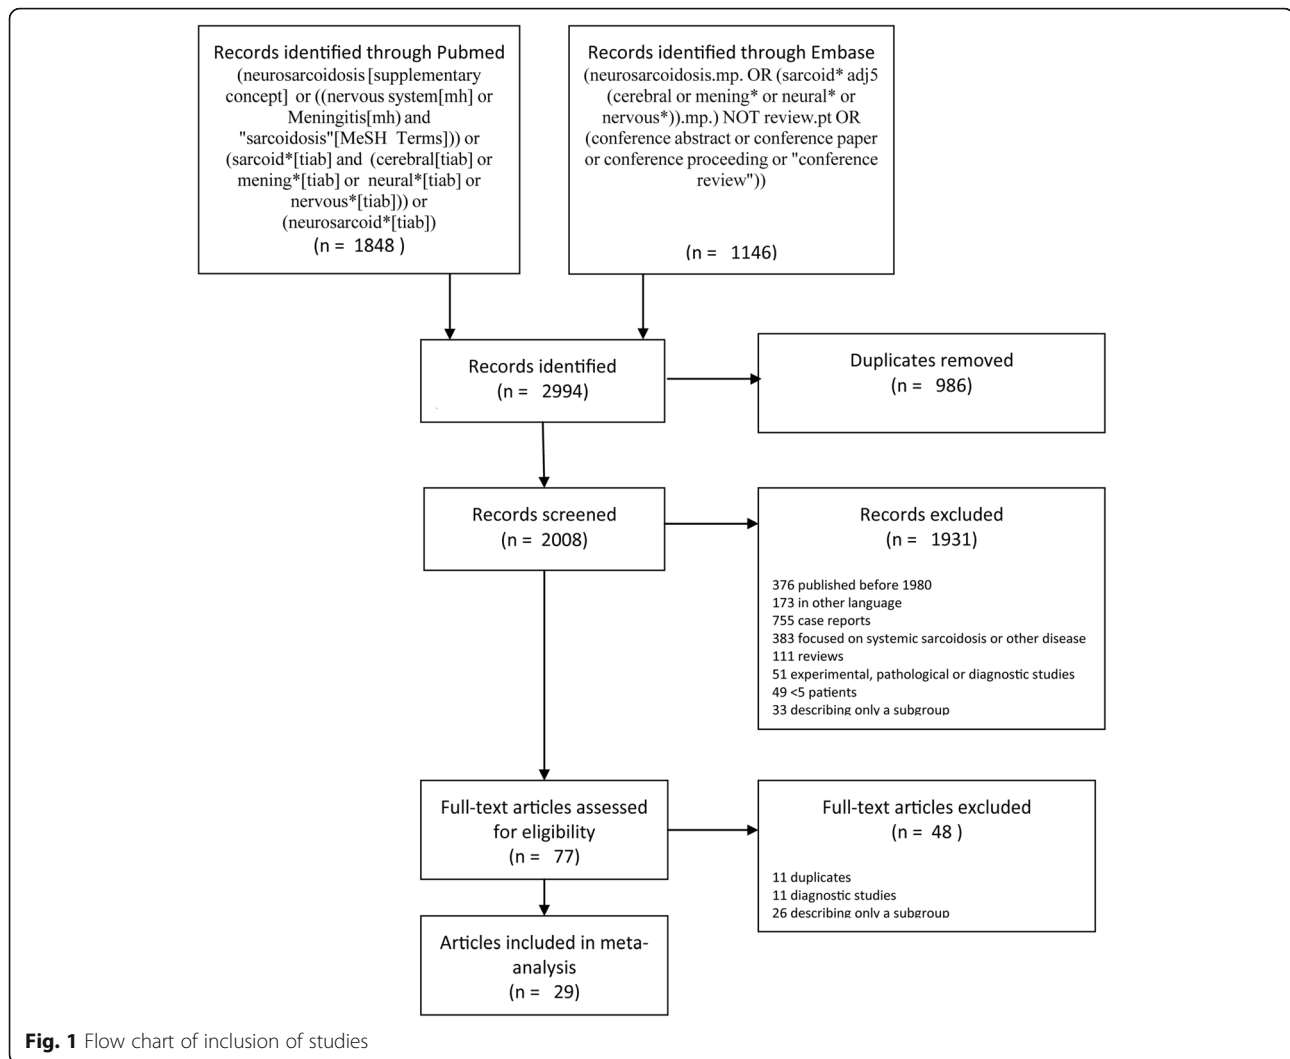 Records identified through Pubmed
(neurosarcoidosis [supplementary
concept] or ((nervous system[mh] or
Meningitis[mh) and
"sarcoidosis"[MeSH Terms])) or
(sarcoid*[tiab] and (cerebral[tiab] or
mening*[tiab] or neural*[tiab] or
nervous*[tiab])) or
(neurosarcoid*[tiab])
(n = 1848 )
Records identified through Embase
(neurosarcoidosis.mp. OR (sarcoid* adj5
(cerebral or mening* or neural* or
nervous*)).mp.) NOT review.pt OR
(conference abstract or conference paper
or conference proceeding or "conference
review"))
(n = 1146)
Records identified
(n = 2994)
Duplicates removed
(n = 986)
Records screened
(n = 2008)
Records excluded
(n = 1931)
376 published before 1980
173 in other language
755 case reports
383 focused on systemic sarcoidosis or other disease
111 reviews
51 experimental, pathological or diagnostic studies
49 <5 patients
33 describing only a subgroup
Full-text articles assessed
for eligibility
(n = 77)
Full-text articles excluded
(n = 48 )
11 duplicates
11 diagnostic studies
26 describing only a subgroup
Articles included in meta-
analysis
(n = 29)
Fig. 1 Flow chart of inclusion of studies